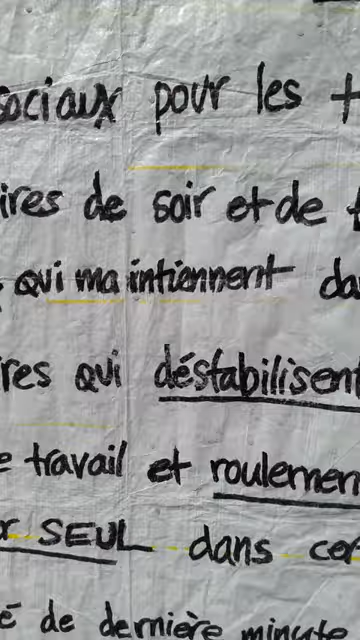 sociaux pour les +
ires de soir et de
qui maintiennent da
ires qui déstabilisent
e travail et roulemen
r SEUL dans cer
é de dernière minute